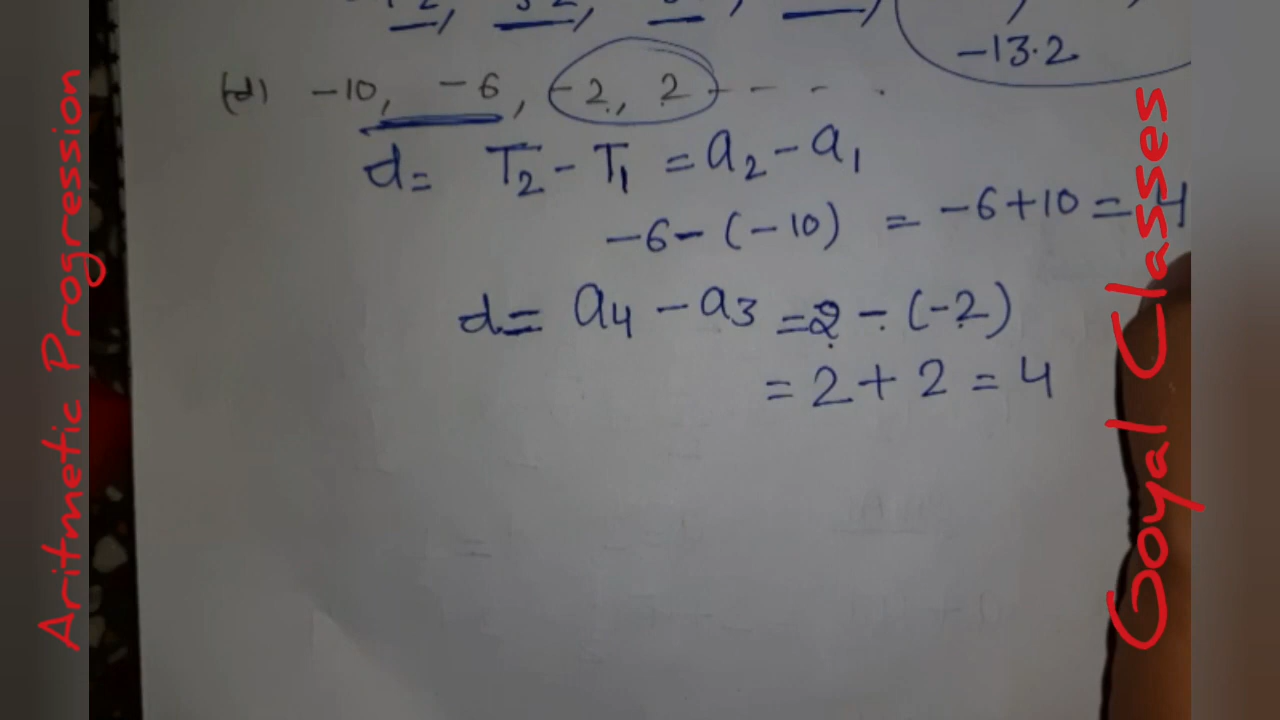 Aritmetic Progression
-13.2
(d) -10, -6, -2, 2 - - - - .
d= T2 - T1 = a2 - a1
-6 - (-10) = -6+10 = 4
d= a4 - a3 = 2 - (-2)
= 2 + 2 = 4
Goyal Classes